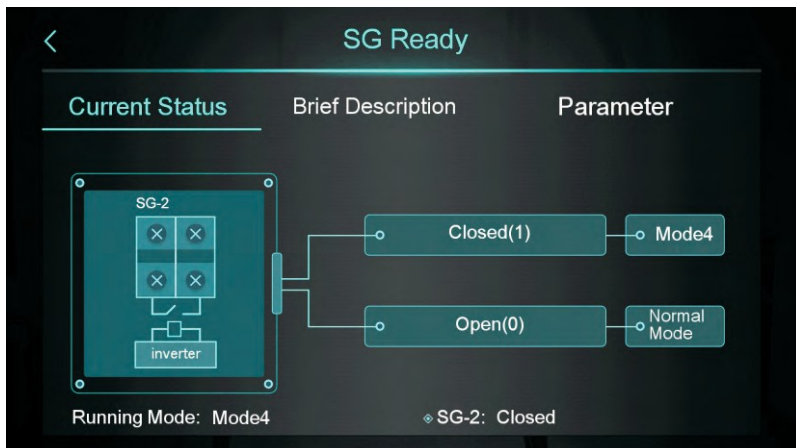 SG Ready
Current Status Brief Description Parameter
SG-2
Closed(1) Mode4
Open(0) Normal
Mode
inverter
Running Mode: Mode4 SG-2: Closed